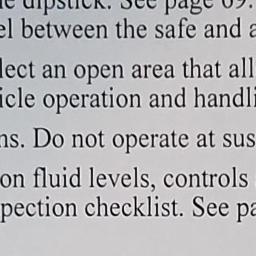 dipstick. See page 69.
el between the safe and a
lect an open area that all
icle operation and handli
ns. Do not operate at sus
on fluid levels, controls
pection checklist. See pa